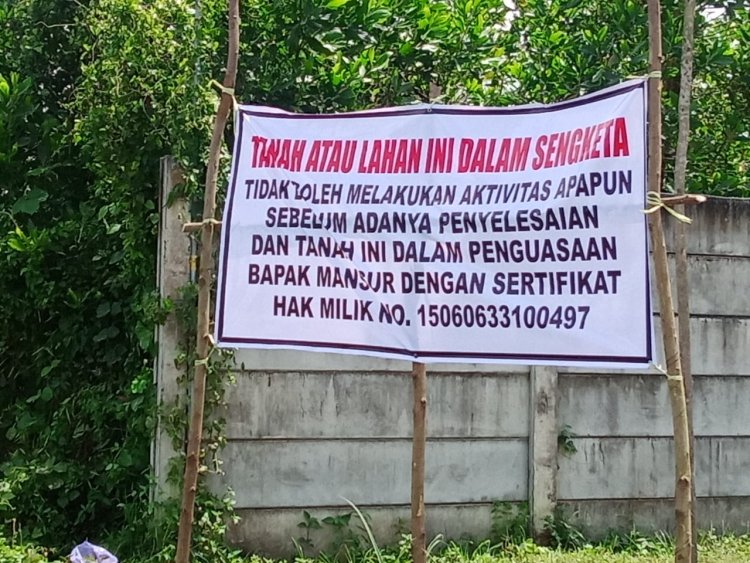 TANAH ATAU LAHAN INI DALAM SENGKETA
TIDAK BOLEH MELAKUKAN AKTIVITAS APAPUN
SEBELUM ADANYA PENYELESAIAN
DAN TANAH INI DALAM PENGUASAAN
BAPAK MANSUR DENGAN SERTIFIKAT
HAK MILIK NO. 15060633100497